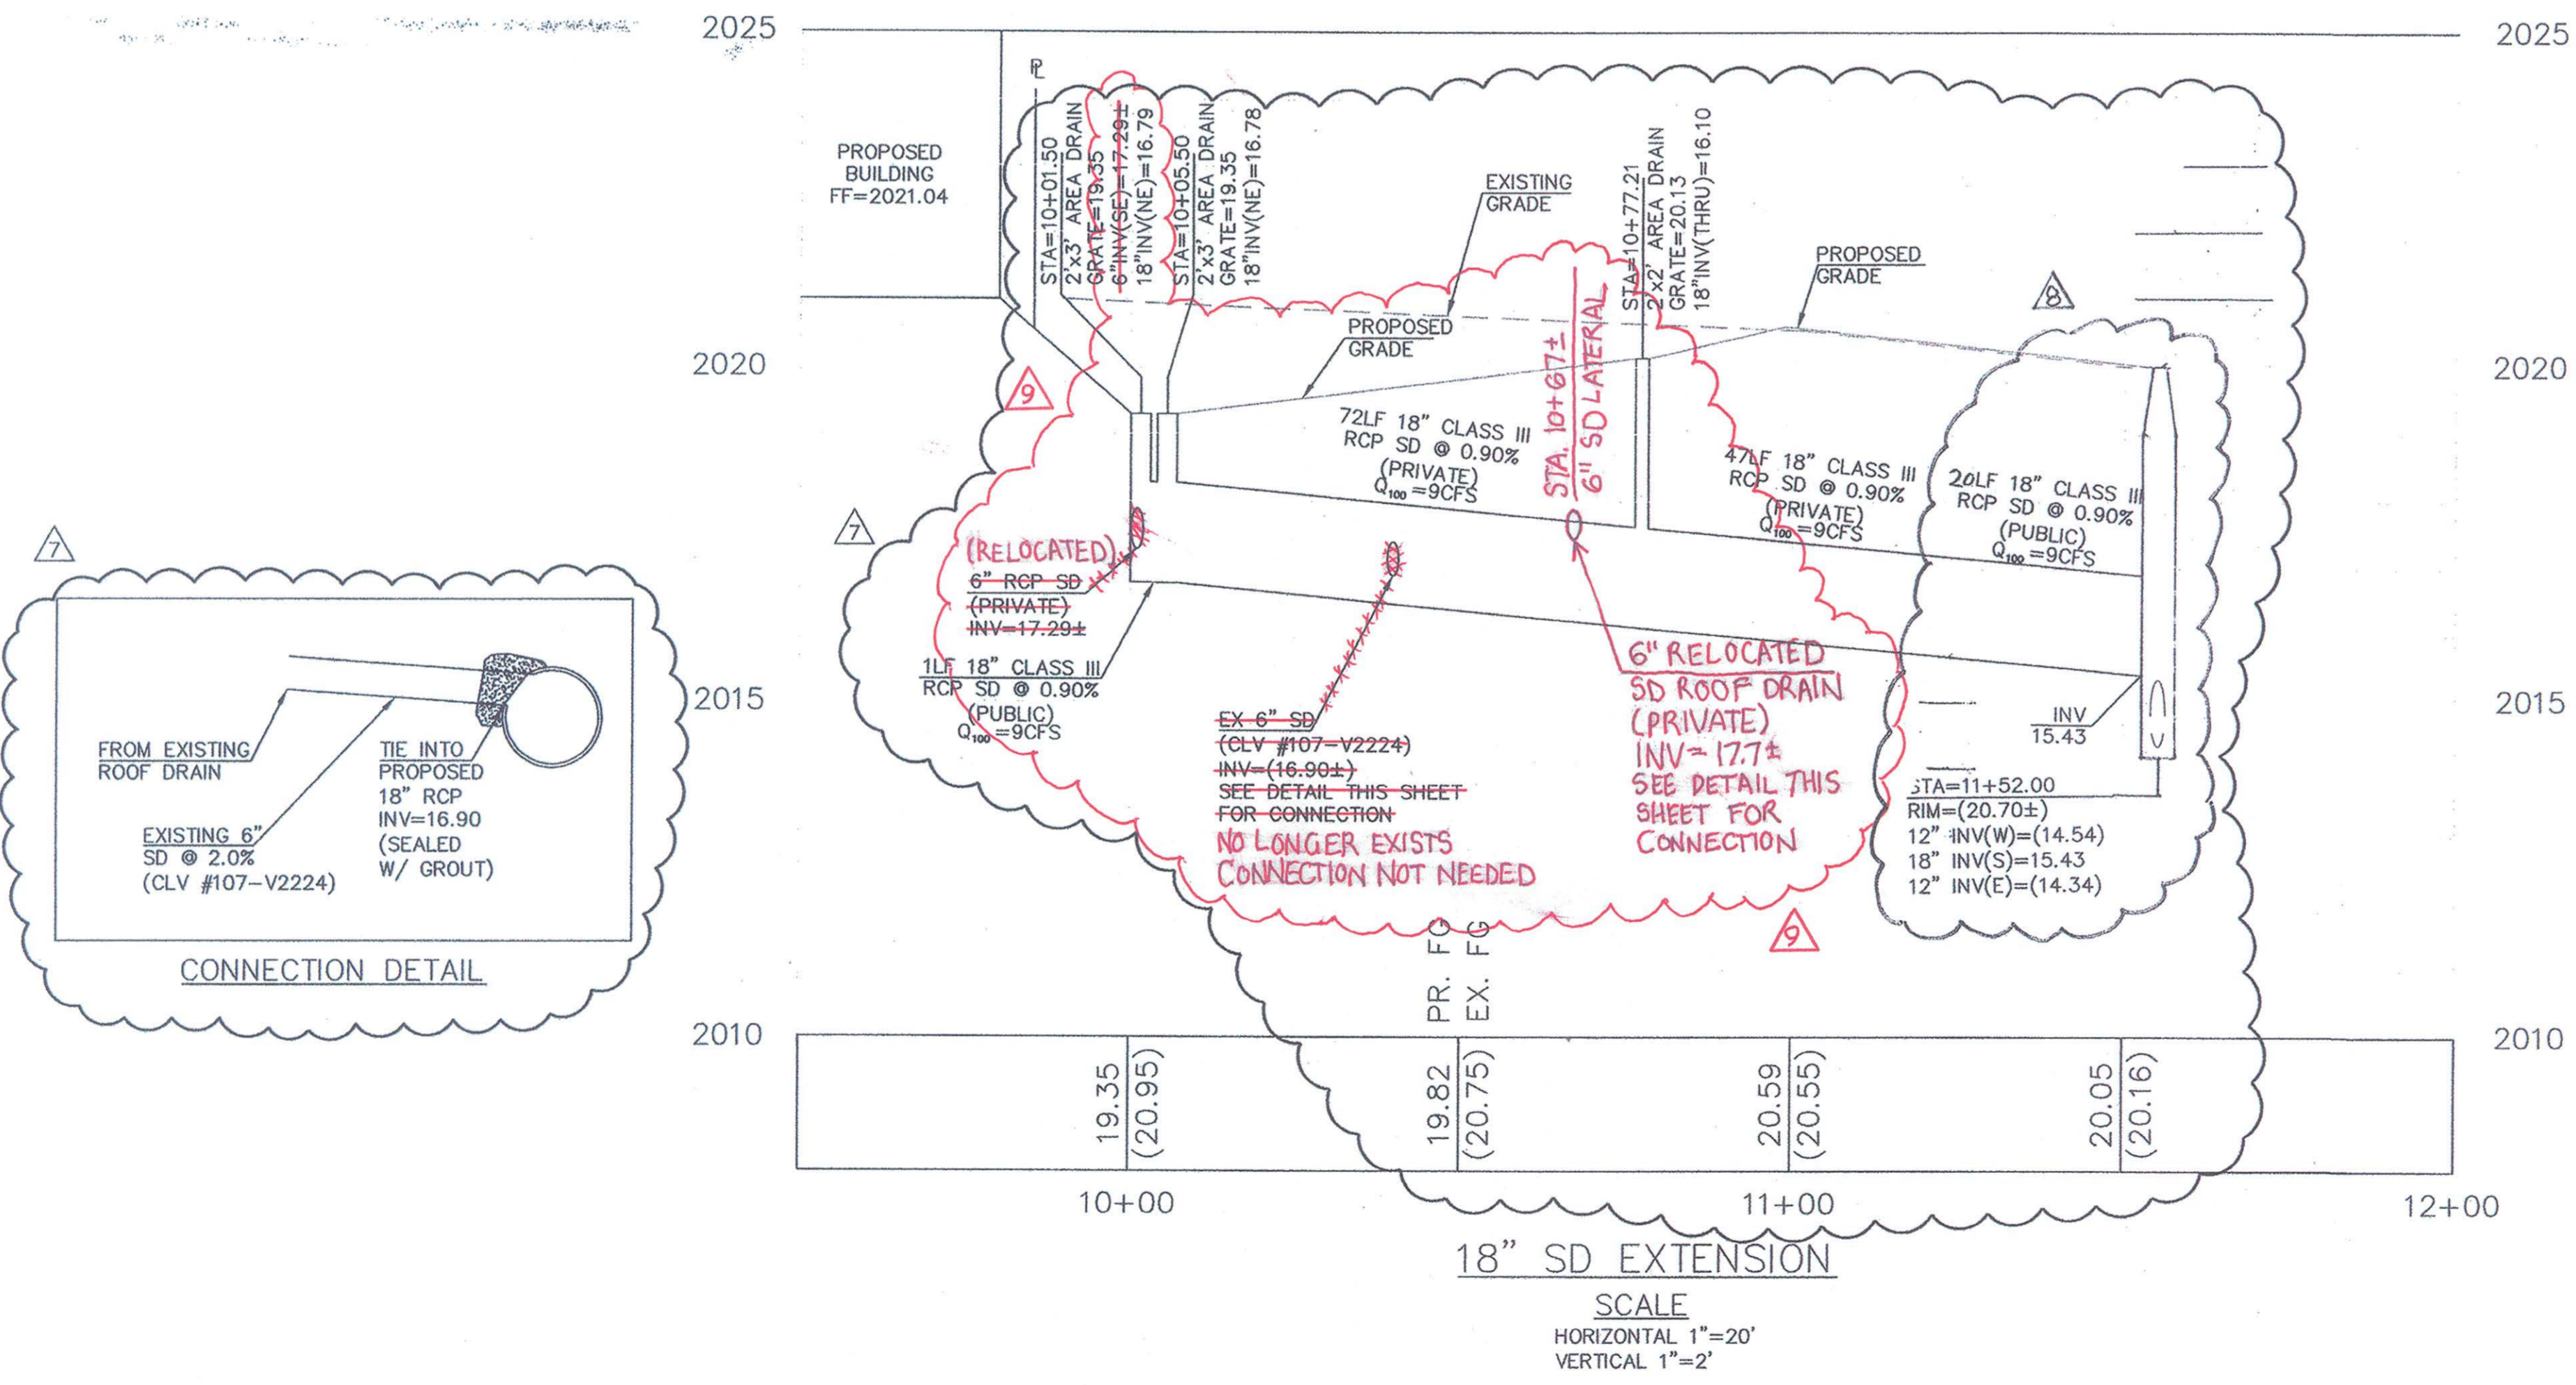 2025
2025
2020
2020
2015
2015
2010
2010
PROPOSED
BUILDING
FF=2021.04
PL
STA=10+01.50
2'x3' AREA DRAIN
GRATE=19.35
6"INV(SE)=17.29±
18"INV(NE)=16.79
STA=10+05.50
2'x3' AREA DRAIN
GRATE=19.35
18"INV(NE)=16.78
EXISTING
GRADE
PROPOSED
GRADE
STA. 10+67±
6" SD LATERAL
STA=10+77.21
2'x2' AREA DRAIN
GRATE=20.13
18"INV(THRU)=16.10
PROPOSED
GRADE
8
9
7
72LF 18" CLASS III
RCP SD @ 0.90%
(PRIVATE)
Q100=9CFS
47LF 18" CLASS III
RCP SD @ 0.90%
(PRIVATE)
Q100=9CFS
20LF 18" CLASS III
RCP SD @ 0.90%
(PUBLIC)
Q100=9CFS
(RELOCATED)
6" RCP SD
(PRIVATE)
INV=17.29±
1LF 18" CLASS III
RCP SD @ 0.90%
(PUBLIC)
Q100=9CFS
EX 6" SD
(CLV #107-V2224)
INV=(16.90±)
SEE DETAIL THIS SHEET
FOR CONNECTION
NO LONGER EXISTS
CONNECTION NOT NEEDED
6" RELOCATED
SD ROOF DRAIN
(PRIVATE)
INV=17.7±
SEE DETAIL THIS
SHEET FOR
CONNECTION
9
INV
15.43
STA=11+52.00
RIM=(20.70±)
12" INV(W)=(14.54)
18" INV(S)=15.43
12" INV(E)=(14.34)
7
FROM EXISTING
ROOF DRAIN
EXISTING 6"
SD @ 2.0%
(CLV #107-V2224)
TIE INTO
PROPOSED
18" RCP
INV=16.90
(SEALED
W/ GROUT)
CONNECTION DETAIL
PR. FG
EX. FG
19.35
(20.95)
19.82
(20.75)
20.59
(20.55)
20.05
(20.16)
10+00
11+00
12+00
18" SD EXTENSION
SCALE
HORIZONTAL 1"=20'
VERTICAL 1"=2'